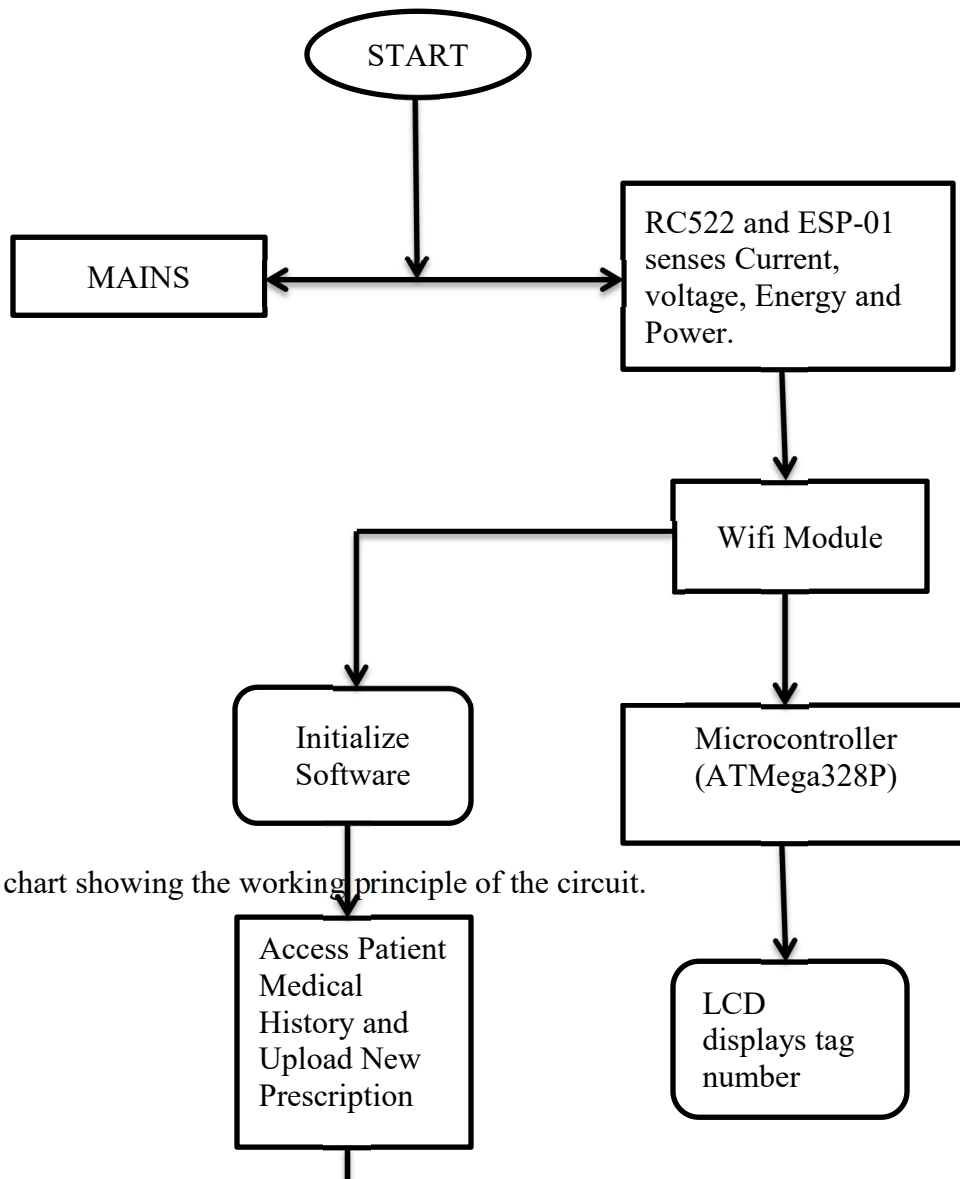 START
MAINS
RC522 and ESP-01
senses Current,
voltage, Energy and
Power.
Wifi Module
Initialize
Software
Microcontroller
(ATMega328P)
chart showing the working principle of the circuit.
Access Patient
Medical
History and
Upload New
Prescription
LCD
displays tag
number